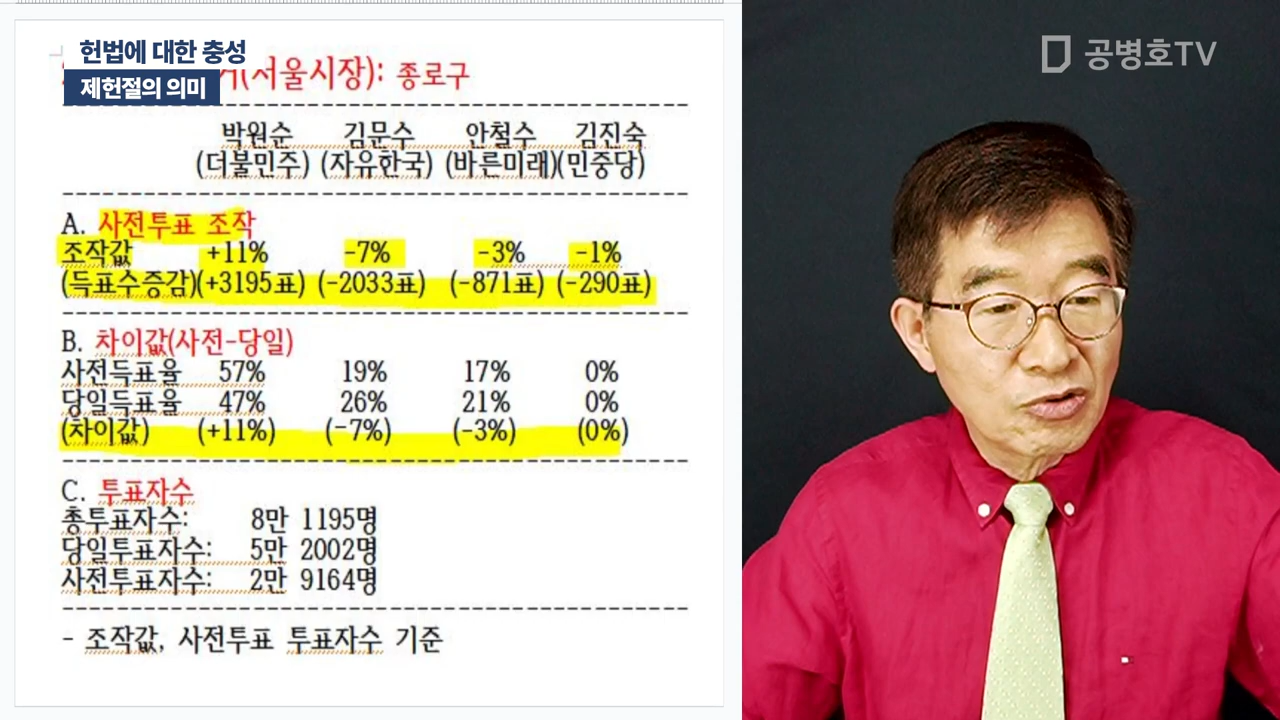 헌법에 대한 충성
제헌절의 의미
(서울시장): 종로구
박원순 김문수 안철수 김진숙
(더불민주) (자유한국) (바른미래)(민중당)
A. 사전투표 조작
조작값 +11% -7% -3% -1%
(득표수증감)(+3195표) (-2033표) (-871표) (-290표)
B. 차이값(사전-당일)
사전득표율 57% 19% 17% 0%
당일득표율 47% 26% 21% 0%
(차이값) (+11%) (-7%) (-3%) (0%)
C. 투표자수
총투표자수: 8만 1195명
당일투표자수: 5만 2002명
사전투표자수: 2만 9164명
- 조작값, 사전투표 투표자수 기준
공병호TV